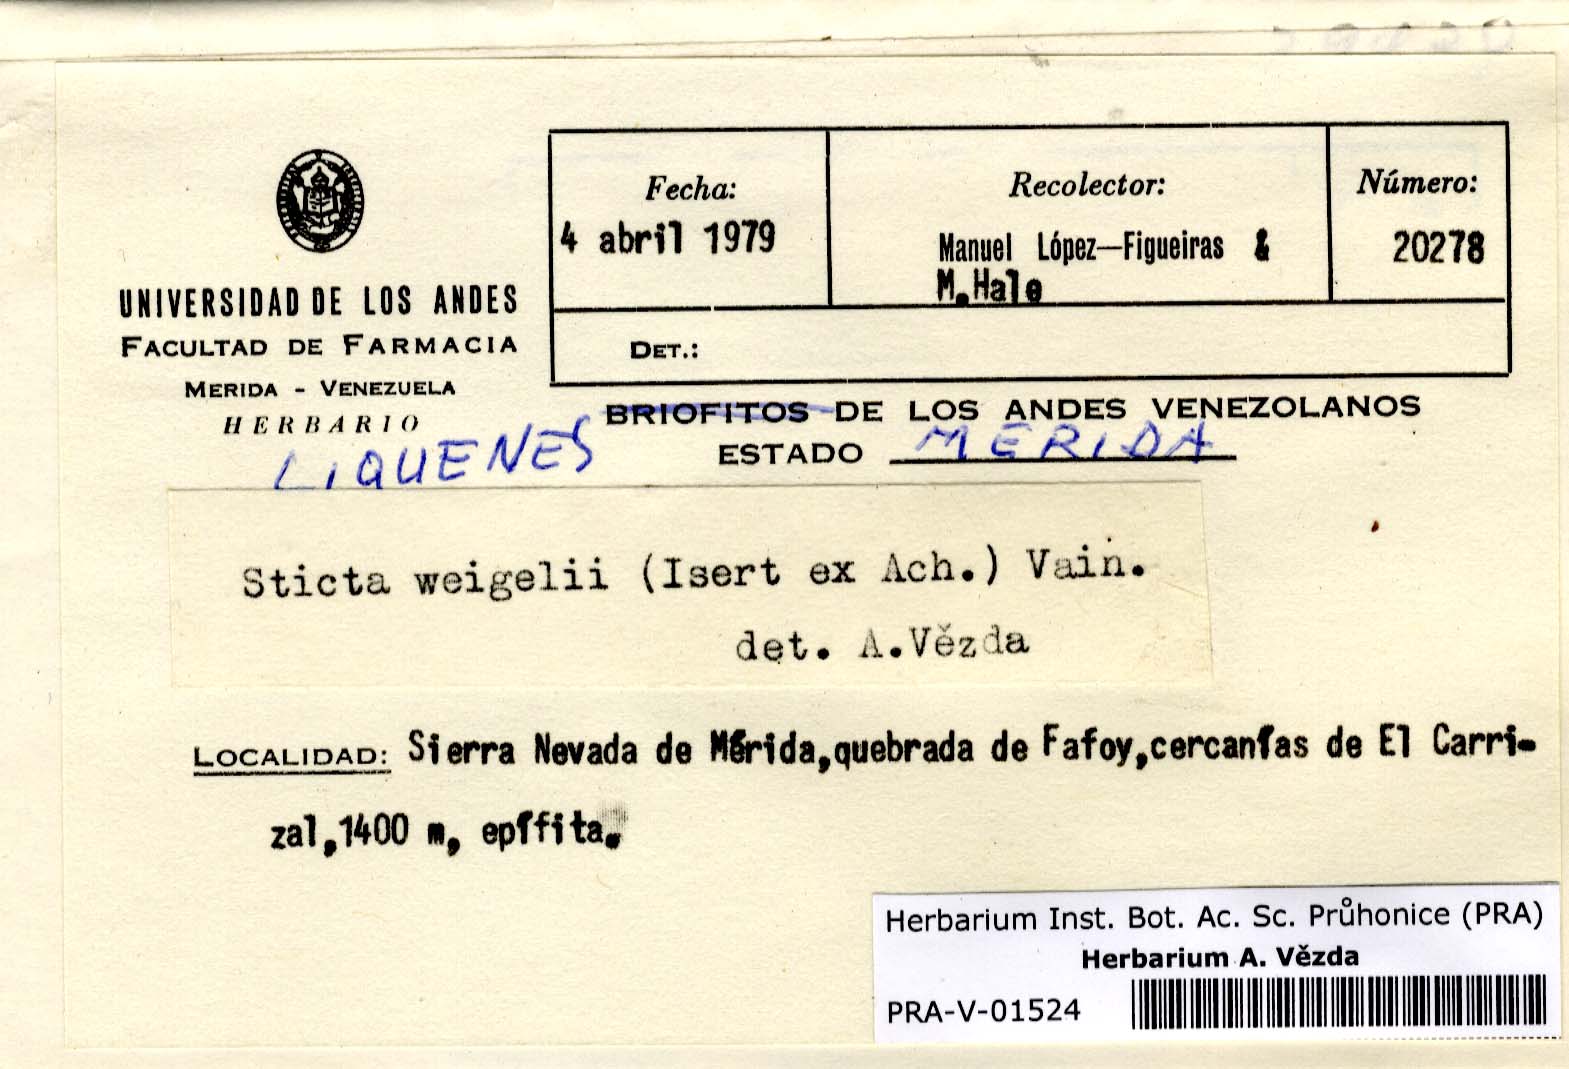 Fecha:
4 abril 1979
Recolector:
Manuel López—Figueiras &
M.Hale
Número:
20278
DET.:
UNIVERSIDAD DE LOS ANDES
FACULTAD DE FARMACIA
MERIDA - VENEZUELA
HERBARIO
BRIOFITOS DE LOS ANDES VENEZOLANOS
LIQUENES
ESTADO MERIDA
Sticta weigelii (Isert ex Ach.) Vain.
det. A.Vězda
LOCALIDAD: Sierra Nevada de Mérida,quebrada de Fafoy,cercanías de El Carri-
zal,1400 m, epífita.
Herbarium Inst. Bot. Ac. Sc. Průhonice (PRA)
Herbarium A. Vězda
PRA-V-01524